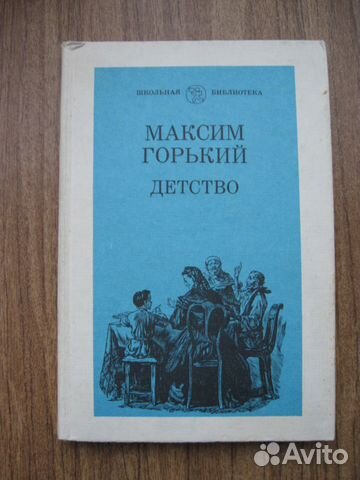 ШКОЛЬНАЯ БИБЛИОТЕКА
МАКСИМ
ГОРЬКИЙ
ДЕТСТВО
Avito